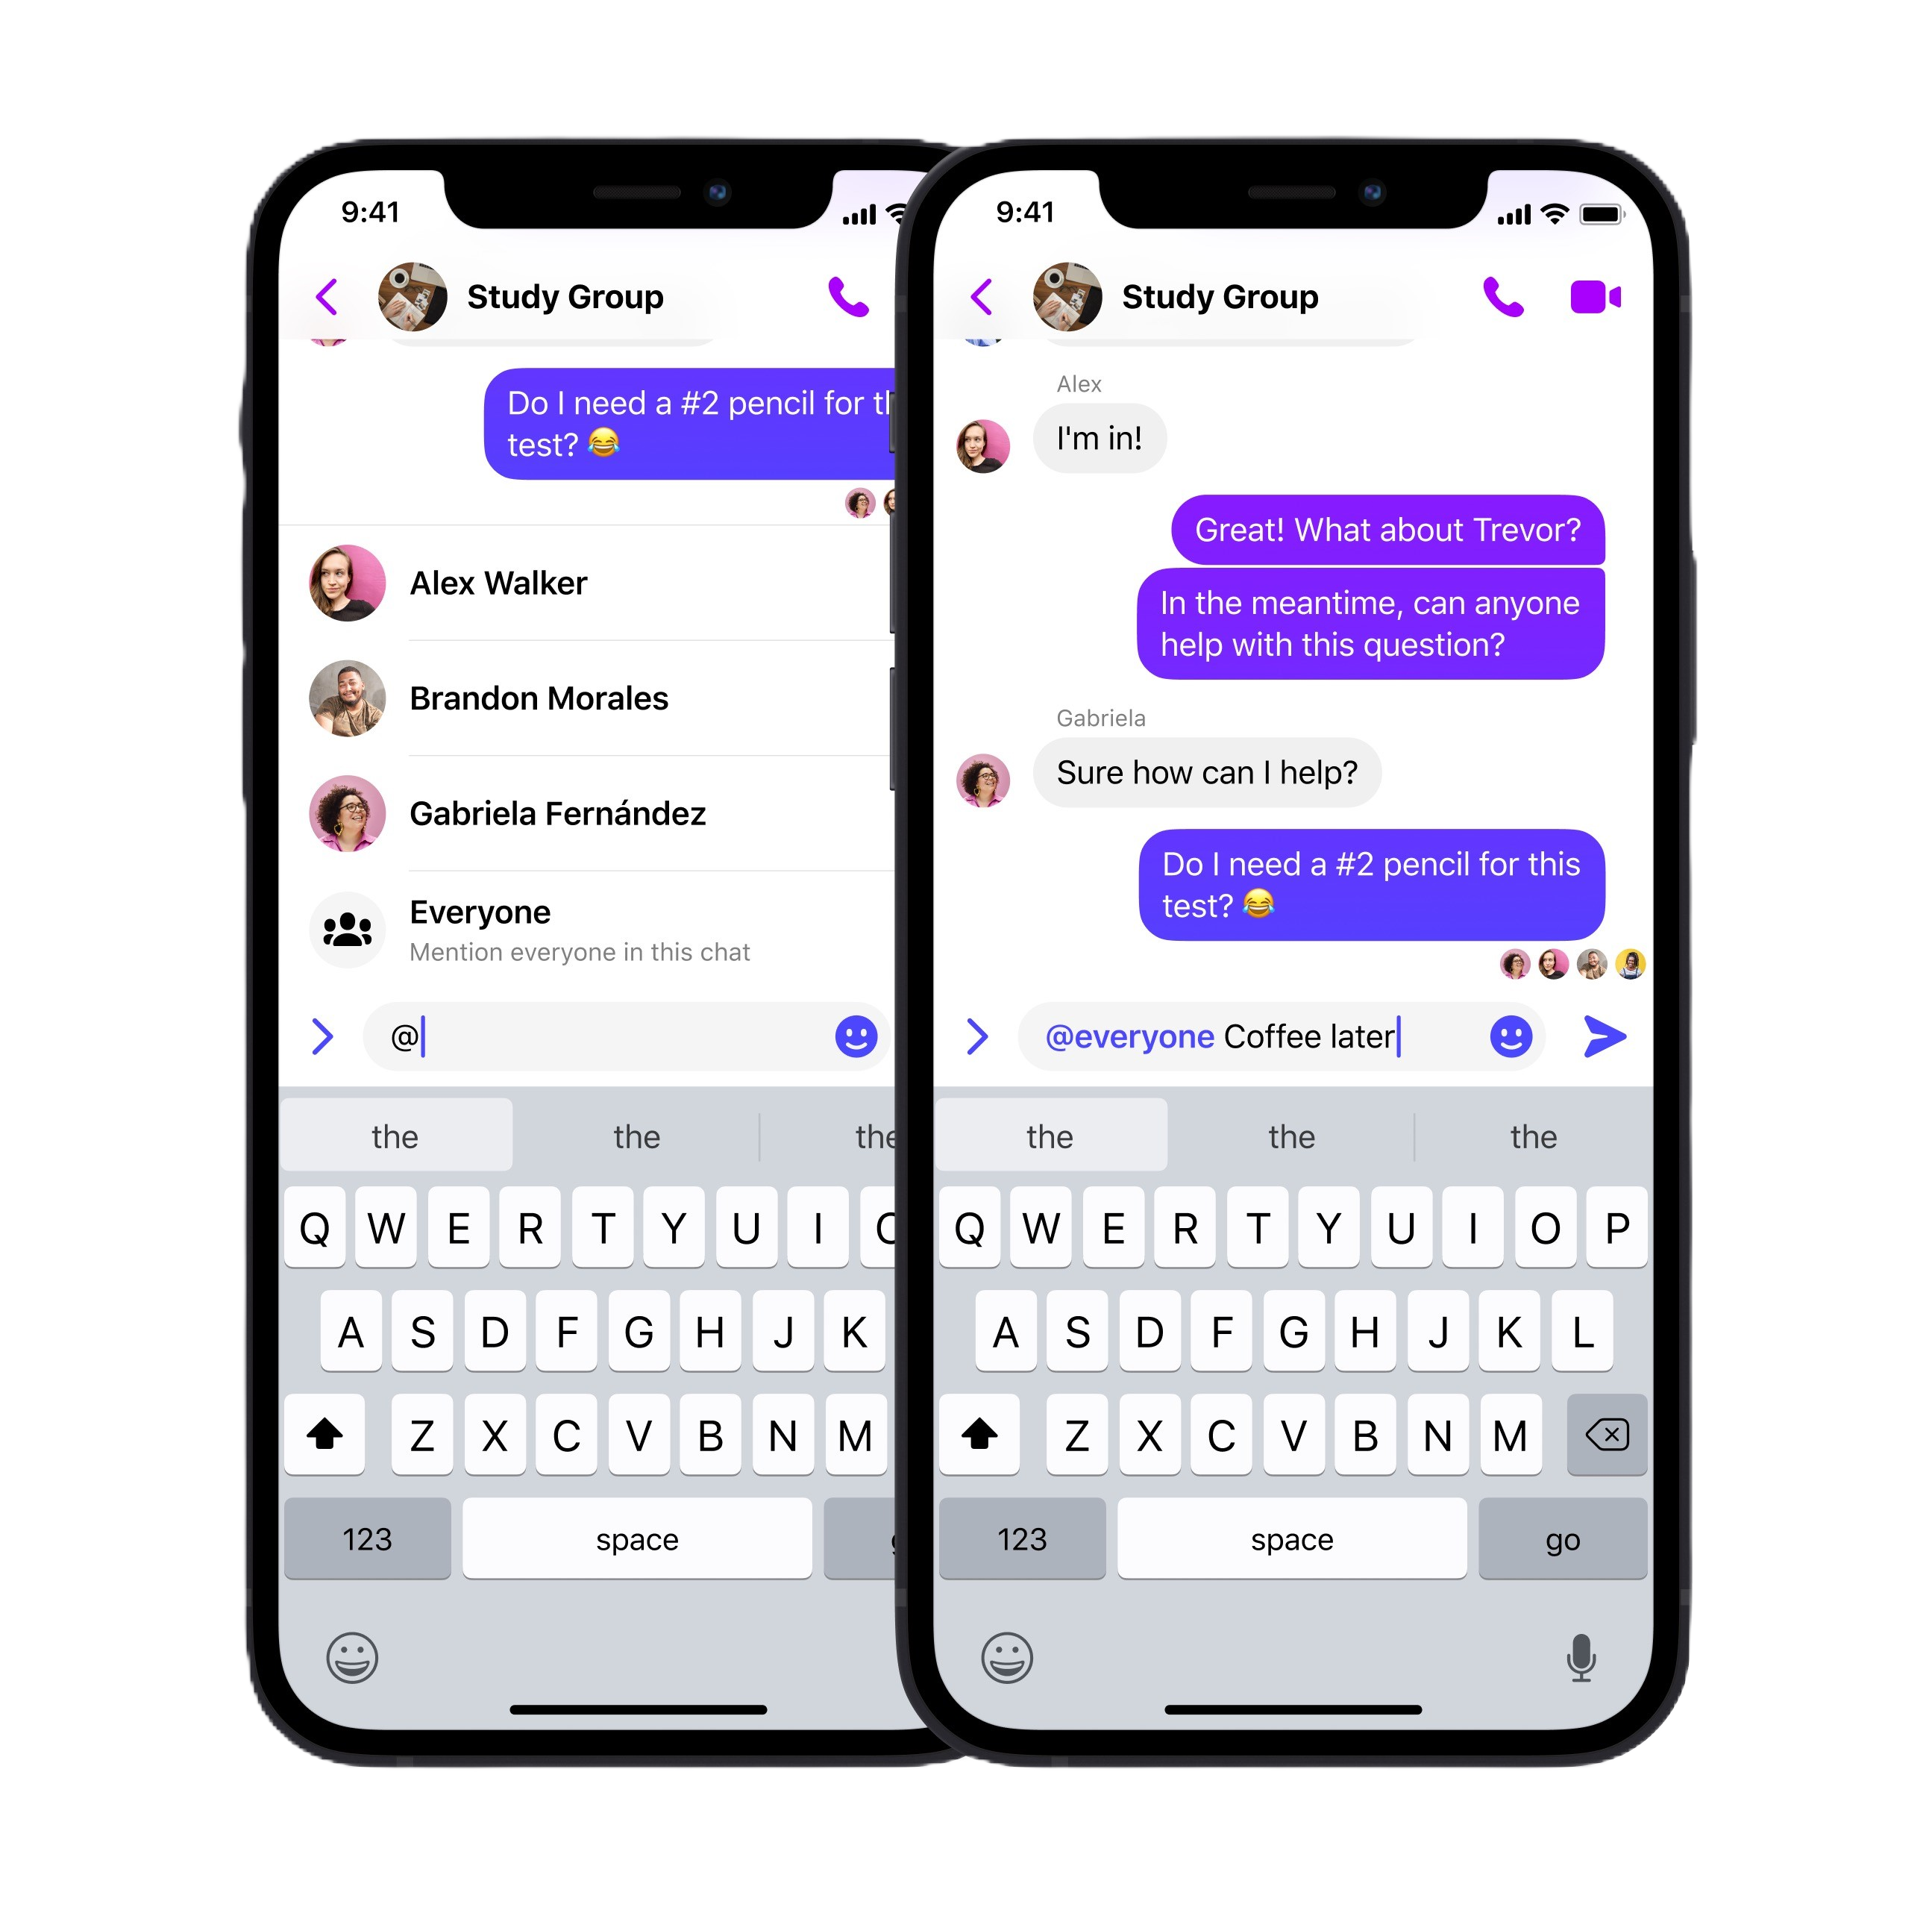 9:41
Study Group
Do I need a #2 pencil for
test? 😂
Alex Walker
Brandon Morales
Gabriela Fernández
Everyone
Mention everyone in this chat
@
the the the
Q W E R T Y U I
A S D F G H J K
Z X C V B N M
123 space
9:41
Study Group
Alex
I'm in!
Great! What about Trevor?
In the meantime, can anyone
help with this question?
Gabriela
Sure how can I help?
Do I need a #2 pencil for this
test? 😂
@everyone Coffee later
the the the
Q W E R T Y U I O P
A S D F G H J K L
Z X C V B N M
123 space go